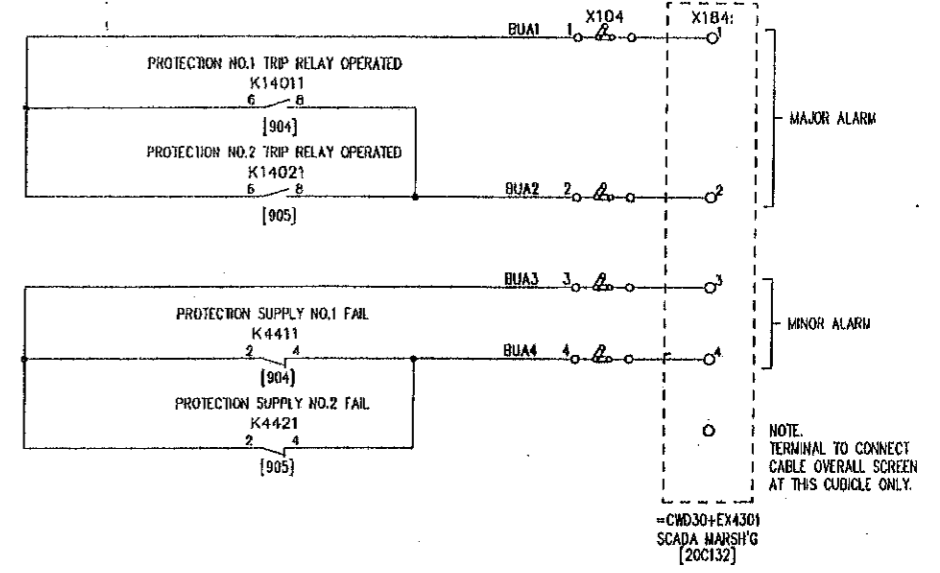 X104 X184:
BUA1 1 1
PROTECTION NO.1 TRIP RELAY OPERATED
K14011
6 8
[904]
MAJOR ALARM
PROTECTION NO.2 TRIP RELAY OPERATED
K14021
6 8
[905]
BUA2 2 2
BUA3 3 3
PROTECTION SUPPLY NO.1 FAIL
K4411
2 4
[904]
MINOR ALARM
BUA4 4 4
PROTECTION SUPPLY NO.2 FAIL
K4421
2 4
[905]
NOTE.
TERMINAL TO CONNECT
CABLE OVERALL SCREEN
AT THIS CUBICLE ONLY.
=CWD30+EX4301
SCADA MARSH'G
[20C132]